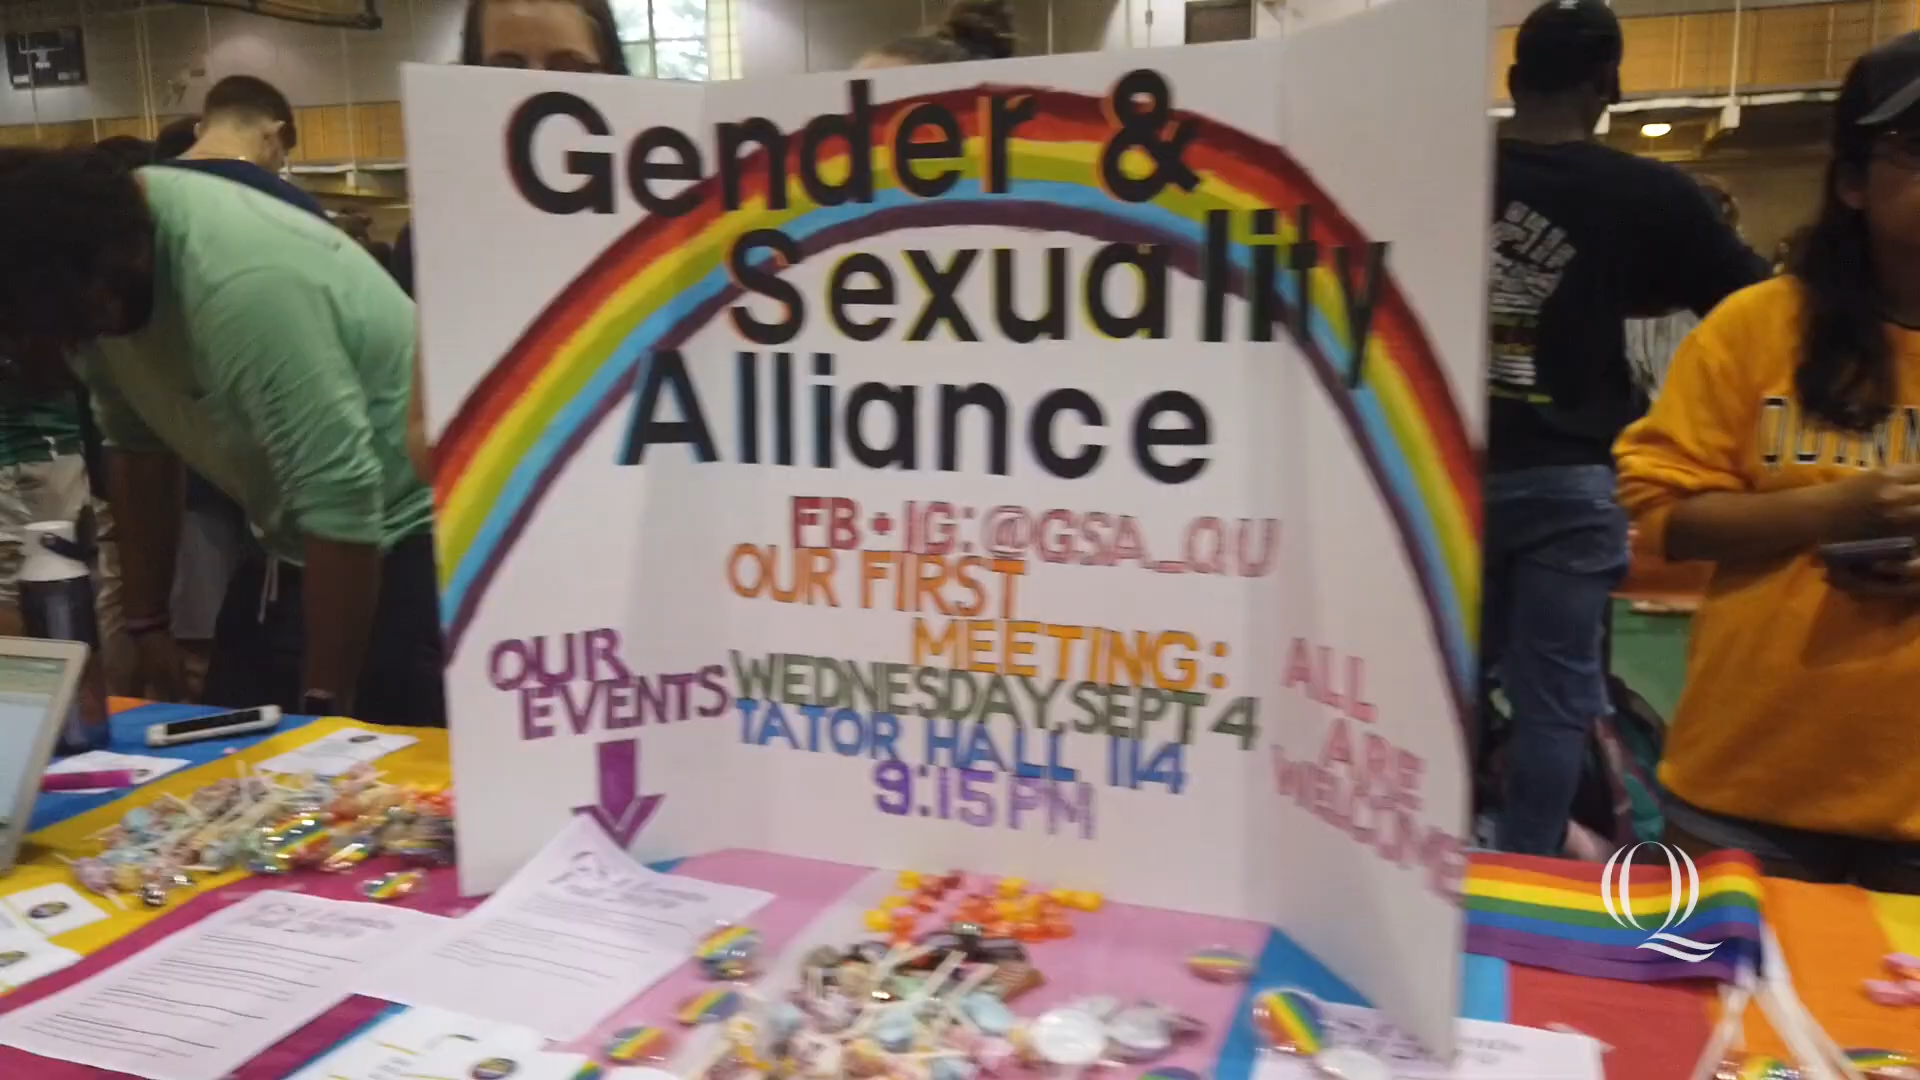 Gender &
Sexuality
Alliance
FB • IG: @GSA_QU
OUR FIRST
MEETING:
WEDNESDAY, SEPT 4
TATOR HALL 114
9:15 PM
OUR
EVENTS
ALL
ARE
WELCOME
Q